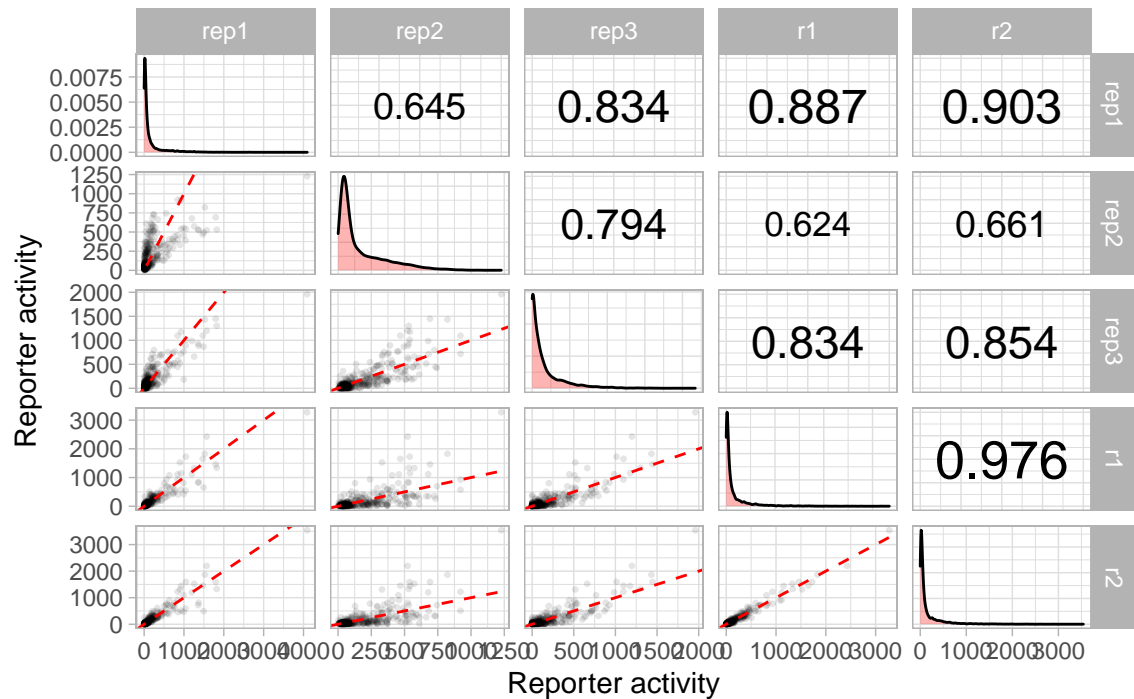 rep1 rep2 rep3 r1 r2
0.0075
0.0050
0.0025
0.0000
0.645 0.834 0.887 0.903
rep1
1250
1000
750
500
250
0
0.794 0.624 0.661
rep2
2000
1500
1000
500
0
0.834 0.854
rep3
3000
2000
1000
0
0.976
r1
3000
2000
1000
0
r2
0 1000 2000 3000 4000
0 250 500 750 1000 1250
0 500 1000 1500 2000
0 1000 2000 3000
0 1000 2000 3000
Reporter activity
Reporter activity